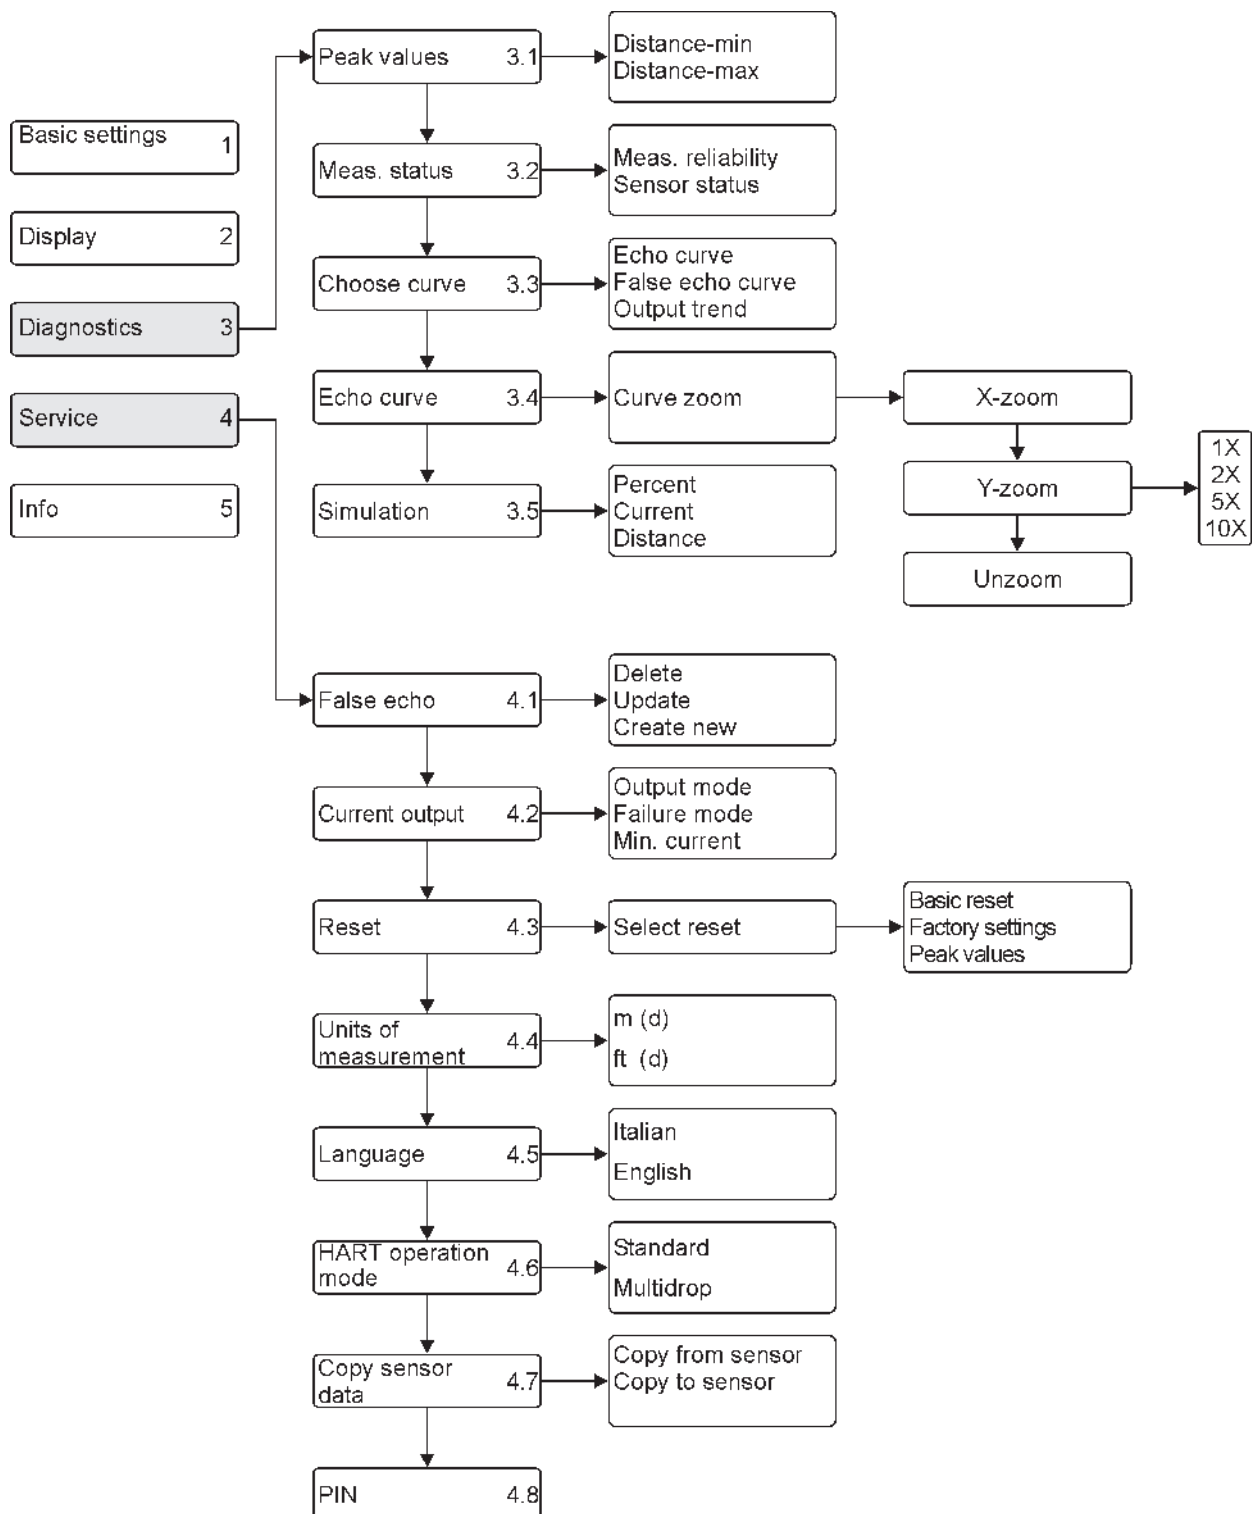 Basic settings 1
Display 2
Diagnostics 3
Service 4
Info 5
Peak values 3.1
Distance-min
Distance-max
Meas. status 3.2
Meas. reliability
Sensor status
Choose curve 3.3
Echo curve
False echo curve
Output trend
Echo curve 3.4
Curve zoom
X-zoom
Y-zoom
Unzoom
1X
2X
5X
10X
Simulation 3.5
Percent
Current
Distance
False echo 4.1
Delete
Update
Create new
Current output 4.2
Output mode
Failure mode
Min. current
Reset 4.3
Select reset
Basic reset
Factory settings
Peak values
Units of
measurement 4.4
m (d)
ft (d)
Language 4.5
Italian
English
HART operation
mode 4.6
Standard
Multidrop
Copy sensor
data 4.7
Copy from sensor
Copy to sensor
PIN 4.8